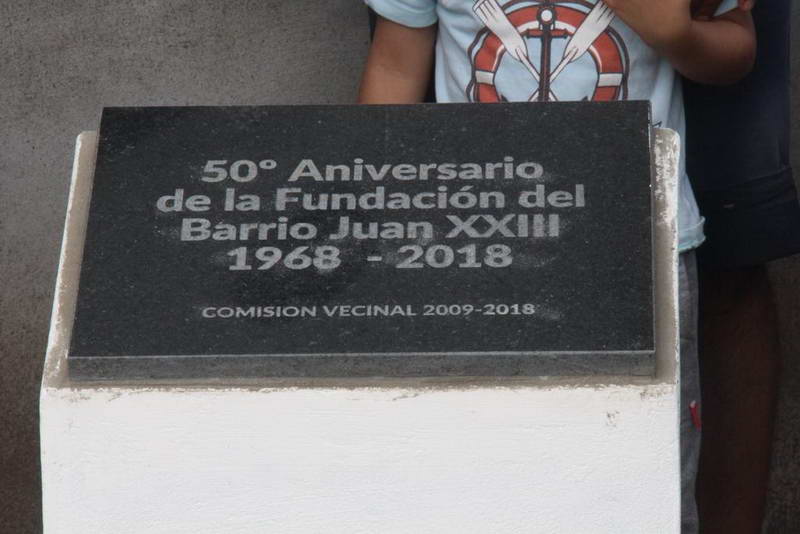 50° Aniversario
de la Fundación del
Barrio Juan XXIII
1968 - 2018
COMISION VECINAL 2009-2018